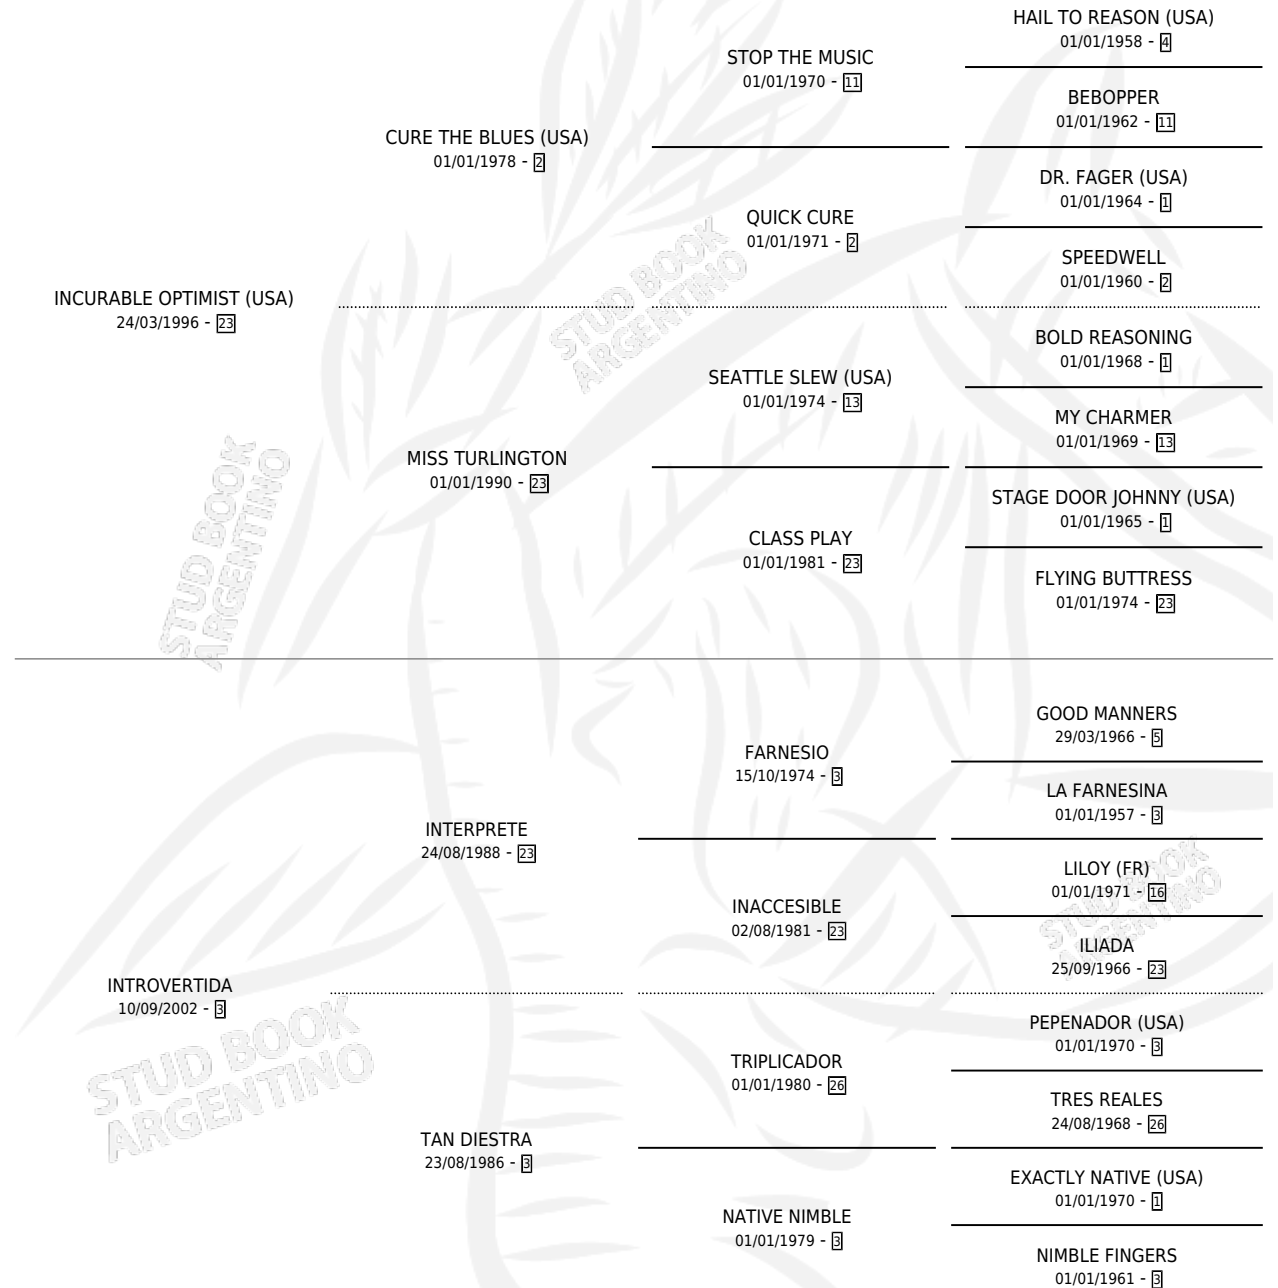 HAIL TO REASON (USA)
01/01/1958 - 4
STOP THE MUSIC
01/01/1970 - 11
BEBOPPER
01/01/1962 - 11
CURE THE BLUES (USA)
01/01/1978 - 2
DR. FAGER (USA)
01/01/1964 - 1
QUICK CURE
01/01/1971 - 2
SPEEDWELL
01/01/1960 - 2
INCURABLE OPTIMIST (USA)
24/03/1996 - 23
BOLD REASONING
01/01/1968 - 1
SEATTLE SLEW (USA)
01/01/1974 - 13
MY CHARMER
01/01/1969 - 13
MISS TURLINGTON
01/01/1990 - 23
STAGE DOOR JOHNNY (USA)
01/01/1965 - 1
CLASS PLAY
01/01/1981 - 23
FLYING BUTTRESS
01/01/1974 - 23
GOOD MANNERS
29/03/1966 - 5
FARNESIO
15/10/1974 - 3
LA FARNESINA
01/01/1957 - 3
INTERPRETE
24/08/1988 - 23
LILOY (FR)
01/01/1971 - 16
INACCESIBLE
02/08/1981 - 23
ILIADA
25/09/1966 - 23
INTROVERTIDA
10/09/2002 - 3
PEPENADOR (USA)
01/01/1970 - 3
TRIPLICADOR
01/01/1980 - 26
TRES REALES
24/08/1968 - 26
TAN DIESTRA
23/08/1986 - 3
EXACTLY NATIVE (USA)
01/01/1970 - 1
NATIVE NIMBLE
01/01/1979 - 3
NIMBLE FINGERS
01/01/1961 - 3
STUD BOOK
ARGENTINO
STUD BOOK
ARGENTINO
STUD BOOK
ARGENTINO
STUD BOOK
ARGENTINO